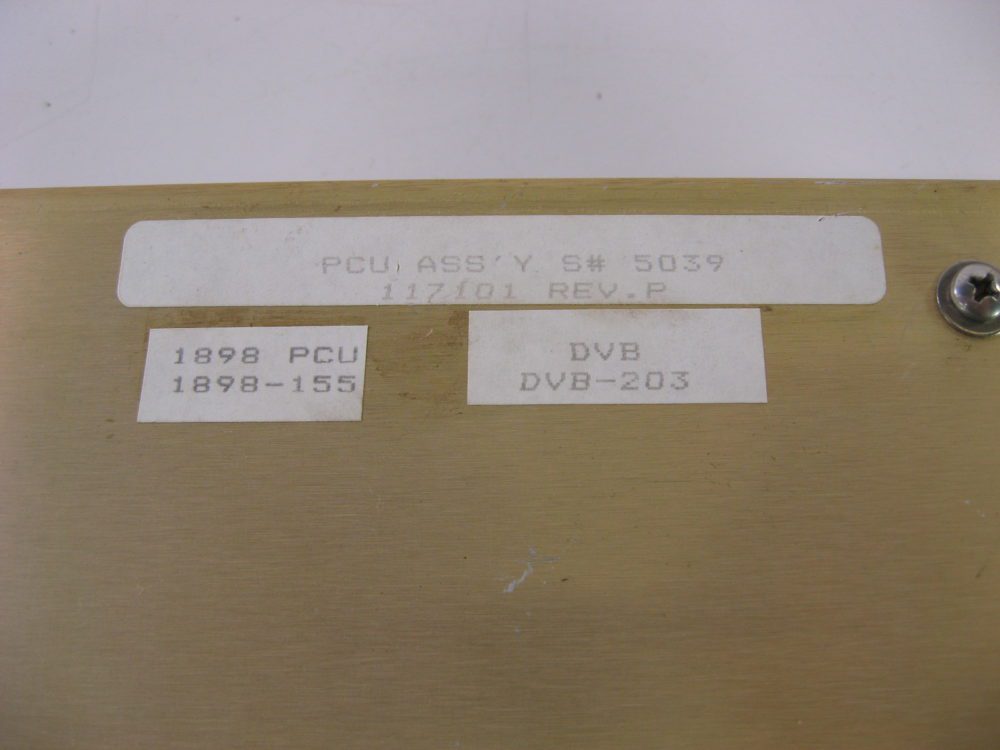 PCU ASS'Y S# 5039
117101 REV.P
1898 PCU
1898-155
DVB
DVB-203